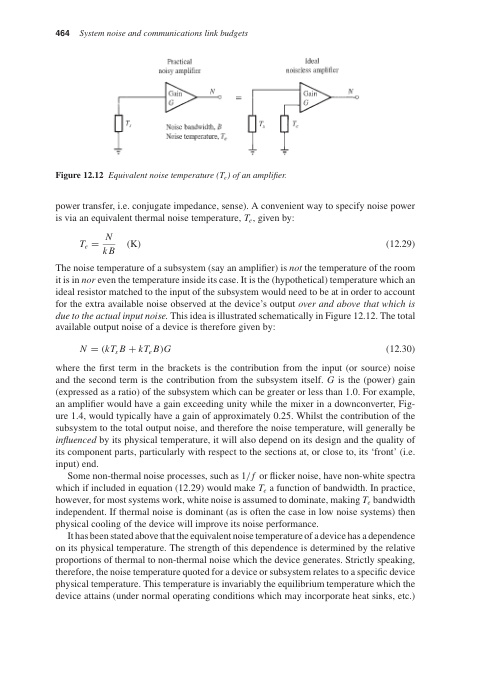 464 System noise and communications link budgets
Practical
noisy amplifier
Ideal
noiseless amplifier
Gain
G
N
=
Gain
G
N
Ts
Noise bandwidth, B
Noise temperature, Te
Ts
Te
Figure 12.12 Equivalent noise temperature (Te) of an amplifier.
power transfer, i.e. conjugate impedance, sense). A convenient way to specify noise power
is via an equivalent thermal noise temperature, Te, given by:
Te = N / kB (K) (12.29)
The noise temperature of a subsystem (say an amplifier) is not the temperature of the room
it is in nor even the temperature inside its case. It is the (hypothetical) temperature which an
ideal resistor matched to the input of the subsystem would need to be at in order to account
for the extra available noise observed at the device's output over and above that which is
due to the actual input noise. This idea is illustrated schematically in Figure 12.12. The total
available output noise of a device is therefore given by:
N = (kTsB + kTeB)G (12.30)
where the first term in the brackets is the contribution from the input (or source) noise
and the second term is the contribution from the subsystem itself. G is the (power) gain
(expressed as a ratio) of the subsystem which can be greater or less than 1.0. For example,
an amplifier would have a gain exceeding unity while the mixer in a downconverter, Fig-
ure 1.4, would typically have a gain of approximately 0.25. Whilst the contribution of the
subsystem to the total output noise, and therefore the noise temperature, will generally be
influenced by its physical temperature, it will also depend on its design and the quality of
its component parts, particularly with respect to the sections at, or close to, its 'front' (i.e.
input) end.
Some non-thermal noise processes, such as 1/f or flicker noise, have non-white spectra
which if included in equation (12.29) would make Te a function of bandwidth. In practice,
however, for most systems work, white noise is assumed to dominate, making Te bandwidth
independent. If thermal noise is dominant (as is often the case in low noise systems) then
physical cooling of the device will improve its noise performance.
It has been stated above that the equivalent noise temperature of a device has a dependence
on its physical temperature. The strength of this dependence is determined by the relative
proportions of thermal to non-thermal noise which the device generates. Strictly speaking,
therefore, the noise temperature quoted for a device or subsystem relates to a specific device
physical temperature. This temperature is invariably the equilibrium temperature which the
device attains (under normal operating conditions which may incorporate heat sinks, etc.)